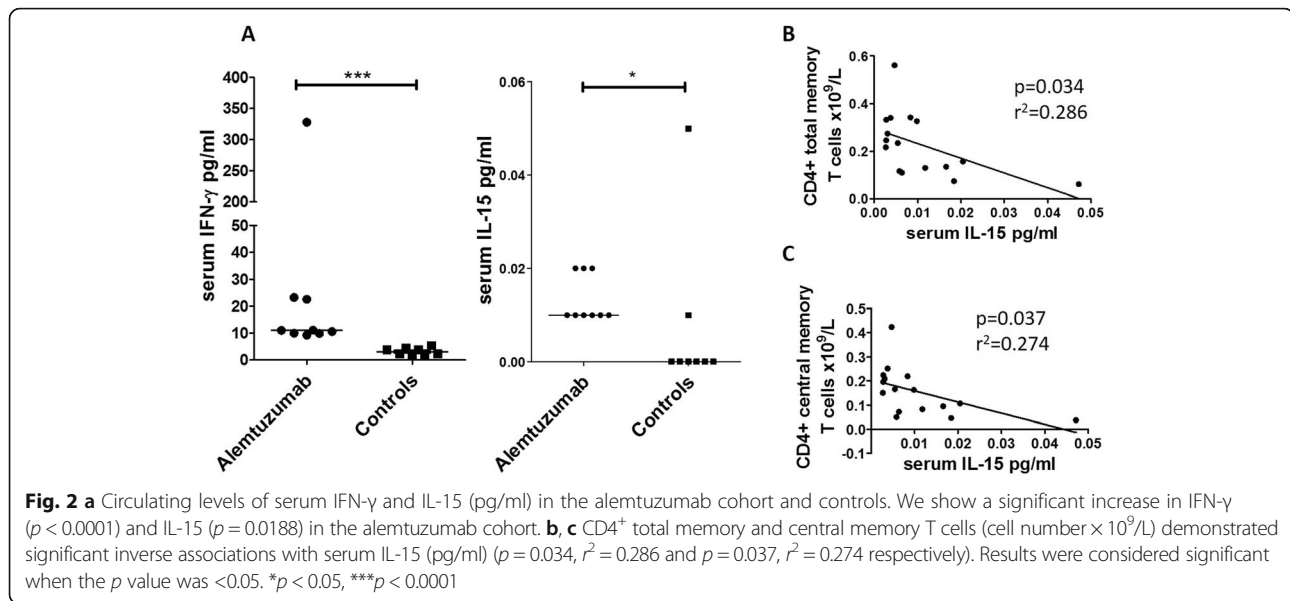 A
***
400
350
300
250
200
50
40
30
20
10
0
serum IFN-γ pg/ml
Alemtuzumab
Controls
*
0.06
0.04
0.02
0.00
serum IL-15 pg/ml
Alemtuzumab
Controls
B
0.6
0.4
0.2
0.0
CD4+ total memory
T cells x10⁹/L
p=0.034
r²=0.286
0.00 0.01 0.02 0.03 0.04 0.05
serum IL-15 pg/ml
C
0.5
0.4
0.3
0.2
0.1
0.0
-0.1
CD4+ central memory
T cells x10⁹/L
p=0.037
r²=0.274
0.01 0.02 0.03 0.04 0.05
serum IL-15 pg/ml
Fig. 2 a Circulating levels of serum IFN-γ and IL-15 (pg/ml) in the alemtuzumab cohort and controls. We show a significant increase in IFN-γ
(p < 0.0001) and IL-15 (p = 0.0188) in the alemtuzumab cohort. b, c CD4⁺ total memory and central memory T cells (cell number × 10⁹/L) demonstrated
significant inverse associations with serum IL-15 (pg/ml) (p = 0.034, r² = 0.286 and p = 0.037, r² = 0.274 respectively). Results were considered significant
when the p value was <0.05. *p < 0.05, ***p < 0.0001